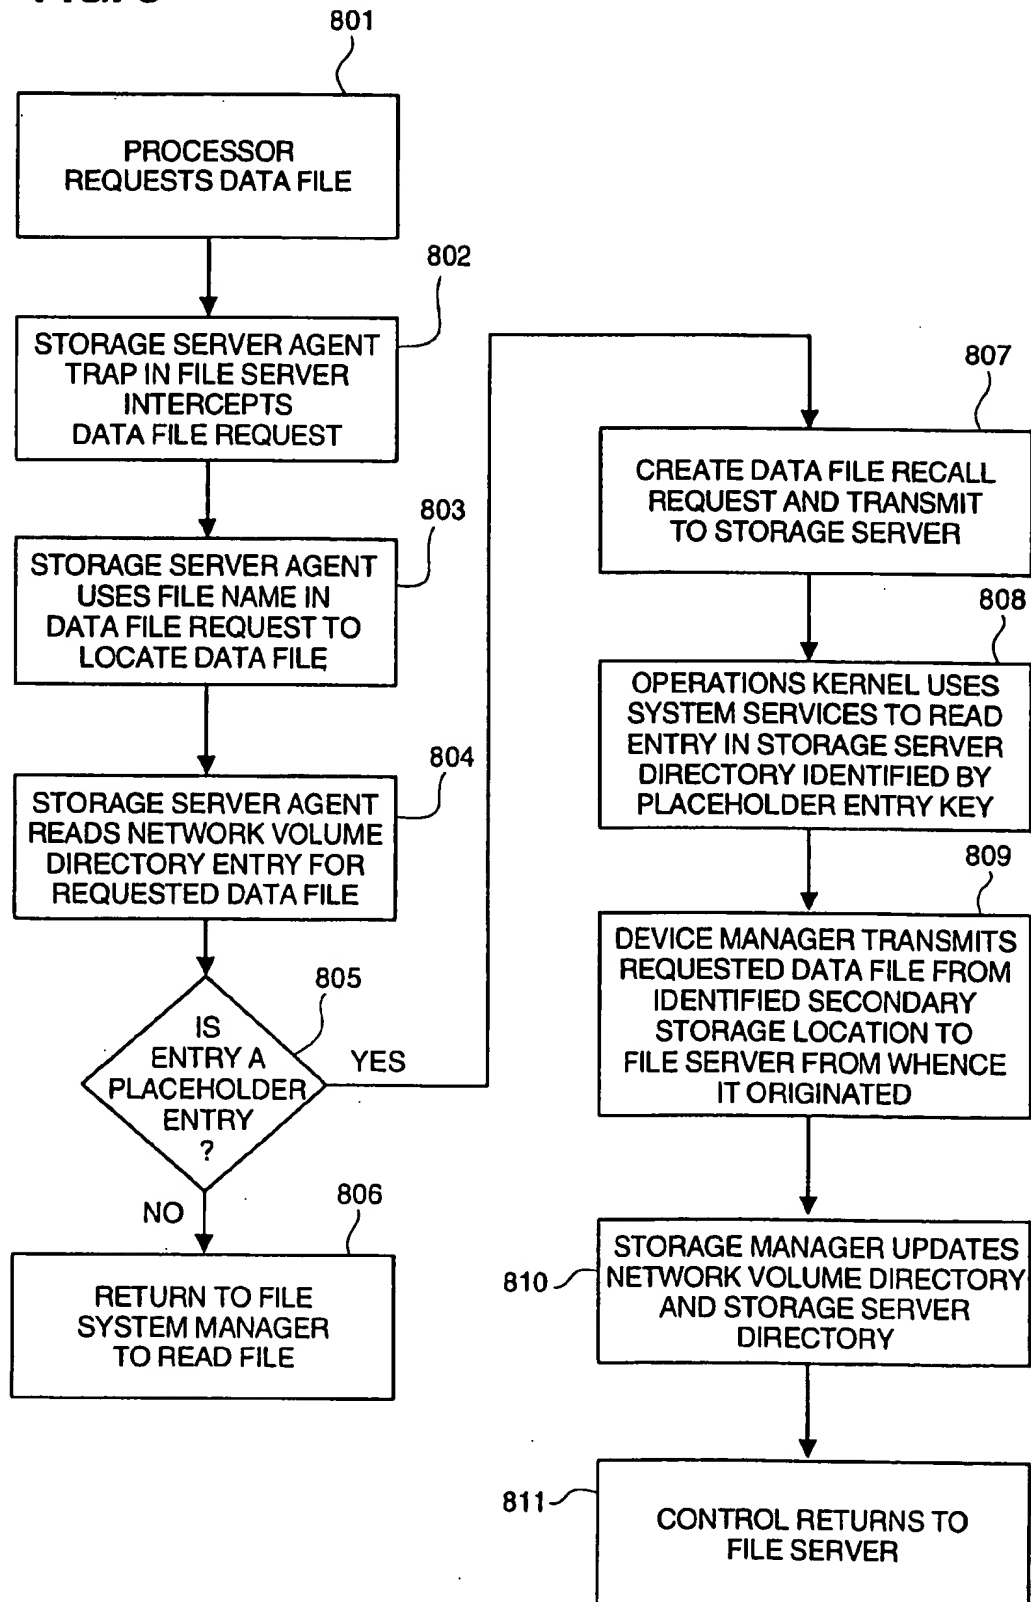 801
PROCESSOR
REQUESTS DATA FILE
802
STORAGE SERVER AGENT
TRAP IN FILE SERVER
INTERCEPTS
DATA FILE REQUEST
803
STORAGE SERVER AGENT
USES FILE NAME IN
DATA FILE REQUEST TO
LOCATE DATA FILE
804
STORAGE SERVER AGENT
READS NETWORK VOLUME
DIRECTORY ENTRY FOR
REQUESTED DATA FILE
805
IS
ENTRY A
PLACEHOLDER
ENTRY
?
YES
NO
806
RETURN TO FILE
SYSTEM MANAGER
TO READ FILE
807
CREATE DATA FILE RECALL
REQUEST AND TRANSMIT
TO STORAGE SERVER
808
OPERATIONS KERNEL USES
SYSTEM SERVICES TO READ
ENTRY IN STORAGE SERVER
DIRECTORY IDENTIFIED BY
PLACEHOLDER ENTRY KEY
809
DEVICE MANAGER TRANSMITS
REQUESTED DATA FILE FROM
IDENTIFIED SECONDARY
STORAGE LOCATION TO
FILE SERVER FROM WHENCE
IT ORIGINATED
810
STORAGE MANAGER UPDATES
NETWORK VOLUME DIRECTORY
AND STORAGE SERVER
DIRECTORY
811
CONTROL RETURNS TO
FILE SERVER